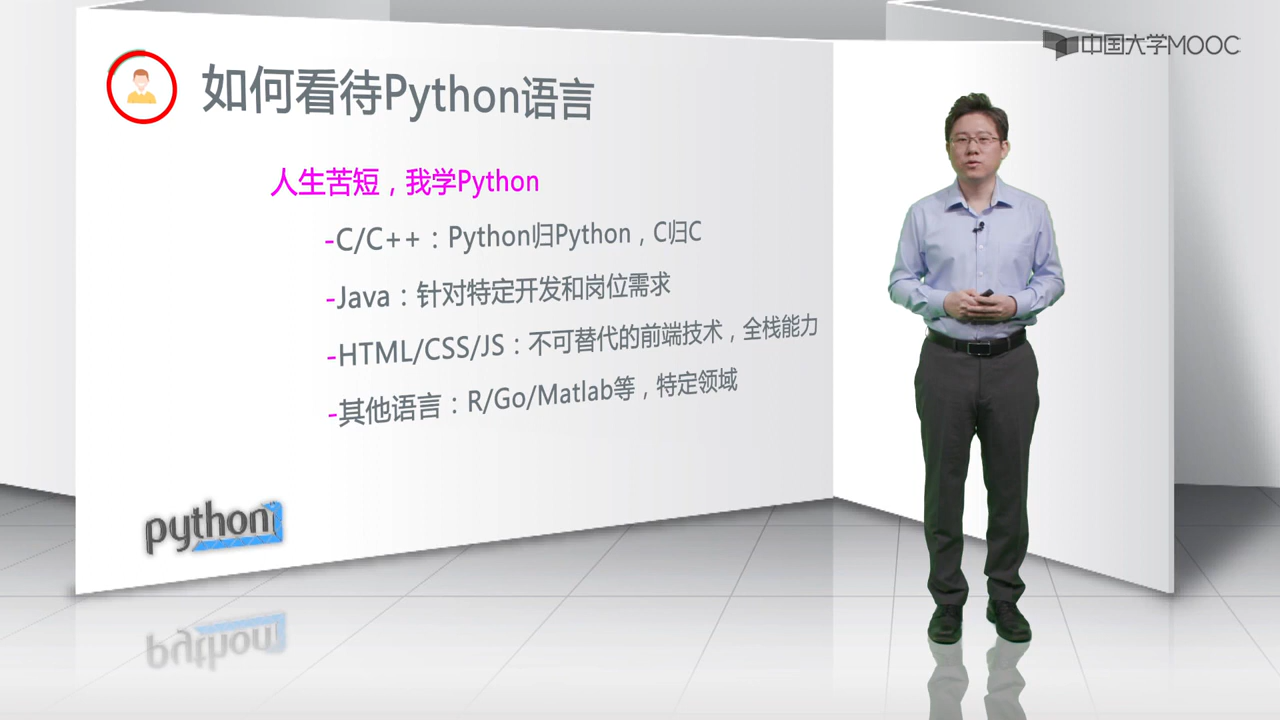 中国大学MOOC
如何看待Python语言
人生苦短，我学Python
-C/C++：Python归Python，C归C
-Java：针对特定开发和岗位需求
-HTML/CSS/JS：不可替代的前端技术，全栈能力
-其他语言：R/Go/Matlab等，特定领域
python